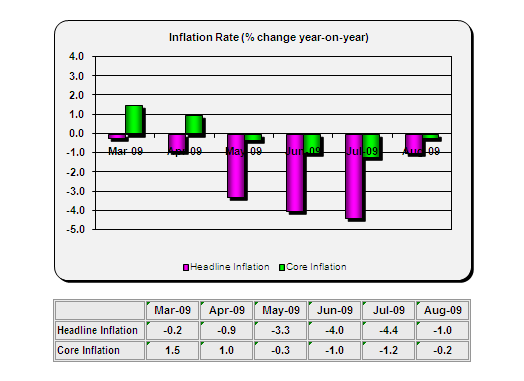 Inflation Rate (% change year-on-year)
4.0
3.0
2.0
1.0
0.0
-1.0
-2.0
-3.0
-4.0
-5.0
Mar-09 Apr-09 May-09 Jun-09 Jul-09 Aug-09
Headline Inflation Core Inflation
Mar-09 Apr-09 May-09 Jun-09 Jul-09 Aug-09
Headline Inflation -0.2 -0.9 -3.3 -4.0 -4.4 -1.0
Core Inflation 1.5 1.0 -0.3 -1.0 -1.2 -0.2